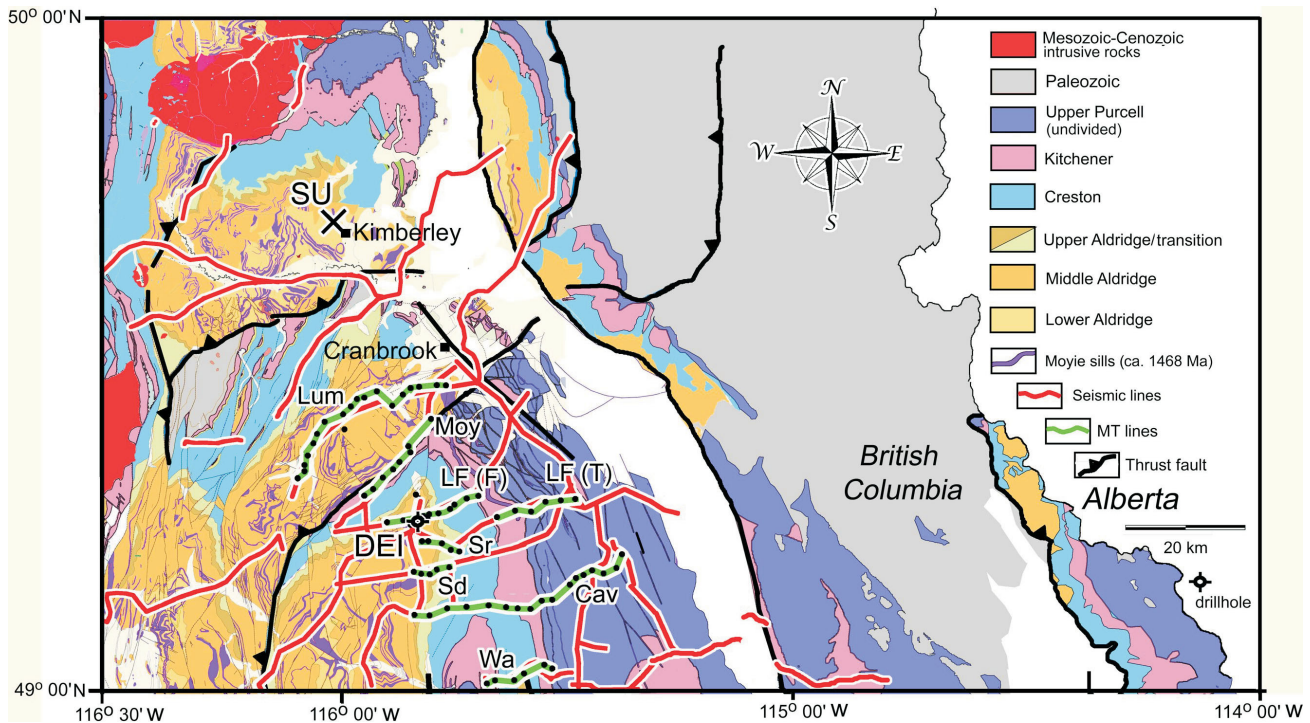 50° 00'N
Mesozoic-Cenozoic
intrusive rocks
Paleozoic
Upper Purcell
(undivided)
Kitchener
Creston
Upper Aldridge/transition
Middle Aldridge
Lower Aldridge
Moyie sills (ca. 1468 Ma)
Seismic lines
MT lines
Thrust fault
N
W
E
S
SU
Kimberley
Cranbrook
Lum
Moy
LF (F)
LF (T)
DEI
Sr
Sd
Cav
Wa
British
Columbia
Alberta
20 km
drillhole
49° 00'N
116° 30' W
116° 00' W
115° 00' W
114° 00' W